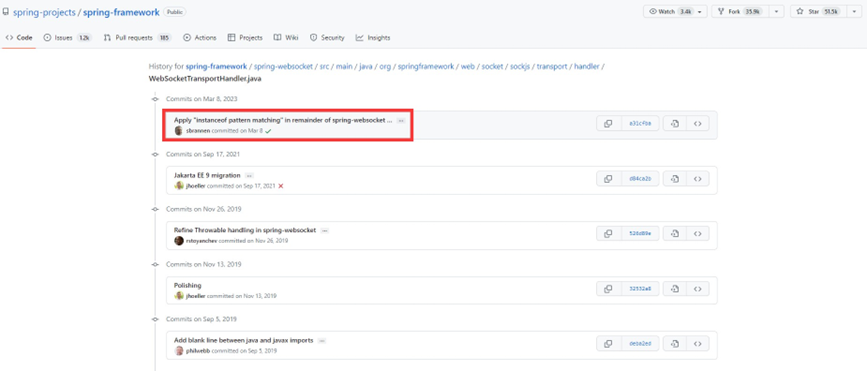 spring-projects / spring-framework Public
Watch 3.4k Fork 35.9k Star 51.5k
Code Issues 1.2k Pull requests 185 Actions Projects Wiki Security Insights
History for spring-framework / spring-websocket / src / main / java / org / springframework / web / socket / sockjs / transport / handler /
WebSocketTransportHandler.java
Commits on Mar 8, 2023
Apply "instanceof pattern matching" in remainder of spring-websocket ...
sbrannen committed on Mar 8
Commits on Sep 17, 2021
Jakarta EE 9 migration
jhoeller committed on Sep 17, 2021
Commits on Nov 26, 2019
Refine Throwable handling in spring-websocket
rstoyanchev committed on Nov 26, 2019
Commits on Nov 13, 2019
Polishing
jhoeller committed on Nov 13, 2019
Commits on Sep 5, 2019
Add blank line between java and javax imports
philwebb committed on Sep 5, 2019